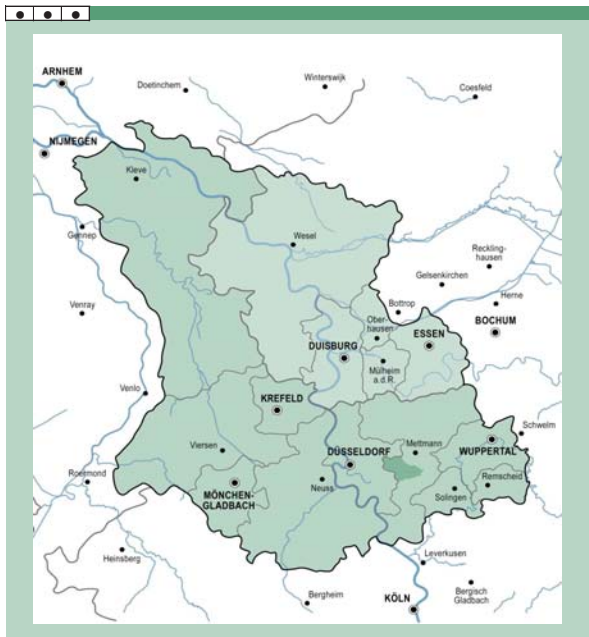 ARNHEM
Doetinchem
Winterswijk
Coesfeld
NIJMEGEN
Kleve
Gennep
Wesel
Reckling-
hausen
Gelsenkirchen
Herne
Venray
Bottrop
Ober-
hausen
BOCHUM
ESSEN
DUISBURG
Mülheim
a.d.R.
Venlo
KREFELD
Schwelm
Viersen
Mettmann
DÜSSELDORF
WUPPERTAL
Roermond
Neuss
Remscheid
MÖNCHEN-
GLADBACH
Solingen
Heinsberg
Leverkusen
Bergisch
Gladbach
Bergheim
KÖLN